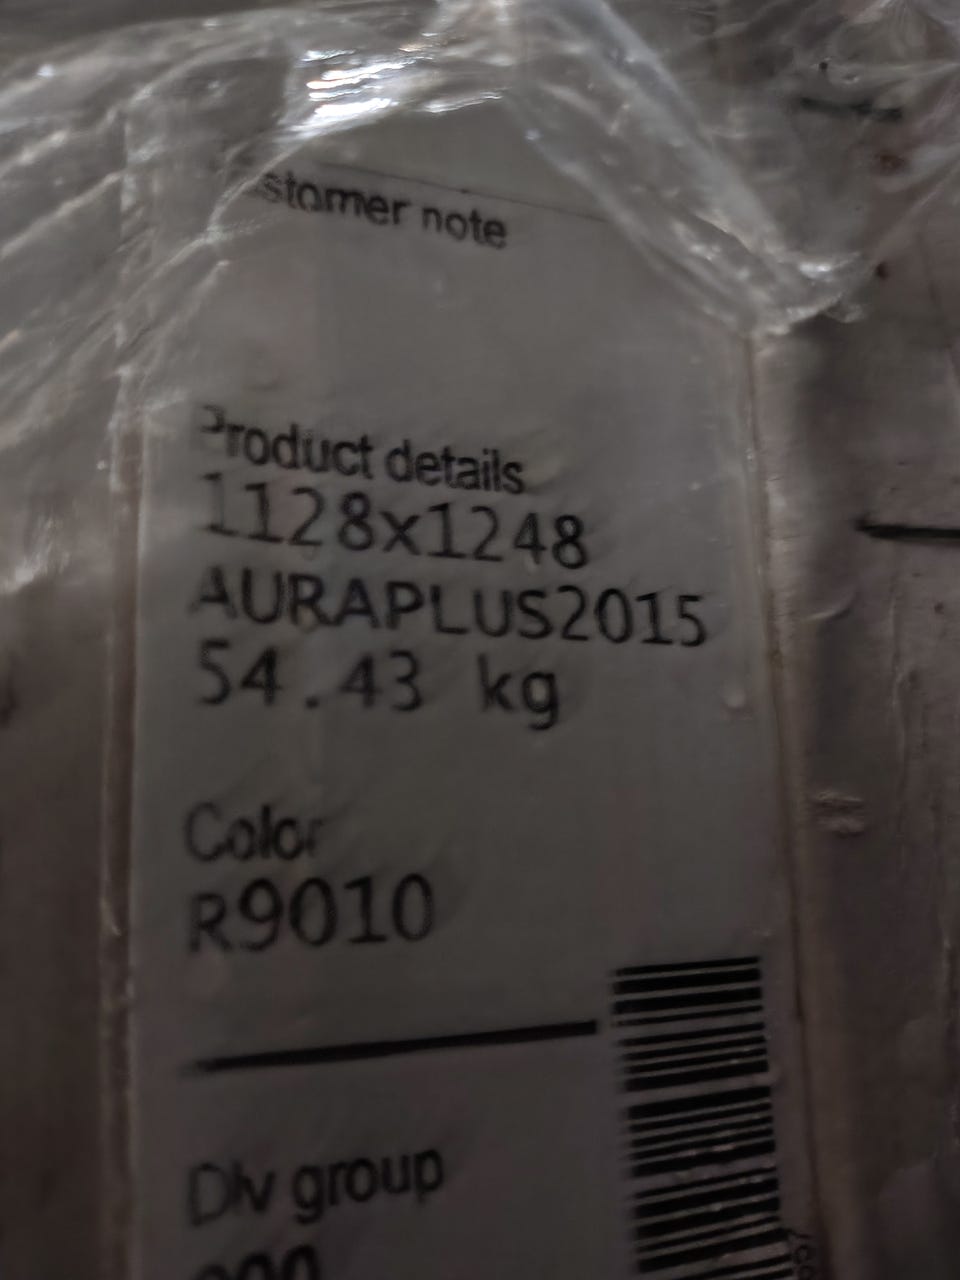 stomer note
Product details
1128x1248
AURAPLUS2015
54.43 kg
Color
R9010
Dlv group